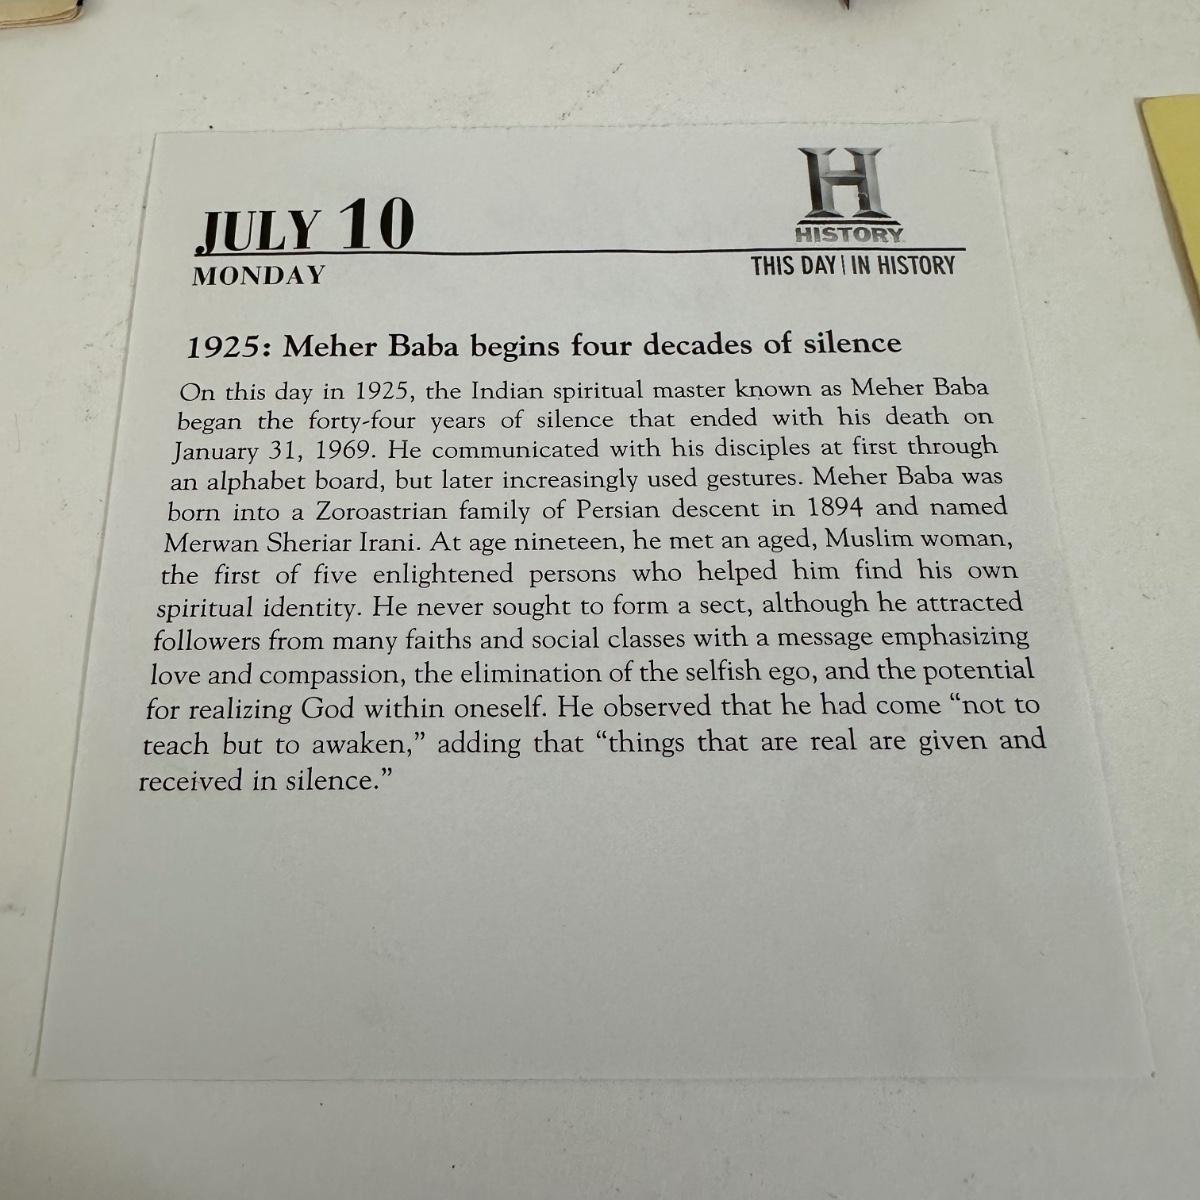 JULY 10
MONDAY
H
HISTORY
THIS DAY | IN HISTORY
1925: Meher Baba begins four decades of silence
On this day in 1925, the Indian spiritual master known as Meher Baba
began the forty-four years of silence that ended with his death on
January 31, 1969. He communicated with his disciples at first through
an alphabet board, but later increasingly used gestures. Meher Baba was
born into a Zoroastrian family of Persian descent in 1894 and named
Merwan Sheriar Irani. At age nineteen, he met an aged, Muslim woman,
the first of five enlightened persons who helped him find his own
spiritual identity. He never sought to form a sect, although he attracted
followers from many faiths and social classes with a message emphasizing
love and compassion, the elimination of the selfish ego, and the potential
for realizing God within oneself. He observed that he had come “not to
teach but to awaken,” adding that “things that are real are given and
received in silence.”